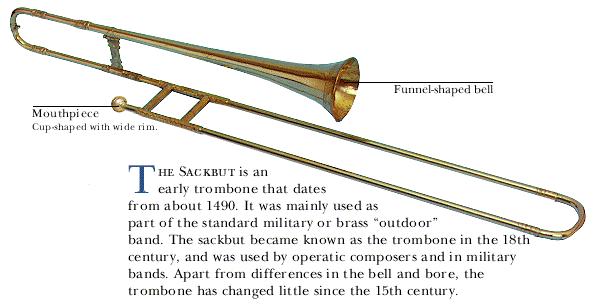 Funnel-shaped bell
Mouthpiece
Cup-shaped with wide rim.
THE SACKBUT is an
early trombone that dates
from about 1490. It was mainly used as
part of the standard military or brass “outdoor”
band. The sackbut became known as the trombone in the 18th
century, and was used by operatic composers and in military
bands. Apart from differences in the bell and bore, the
trombone has changed little since the 15th century.